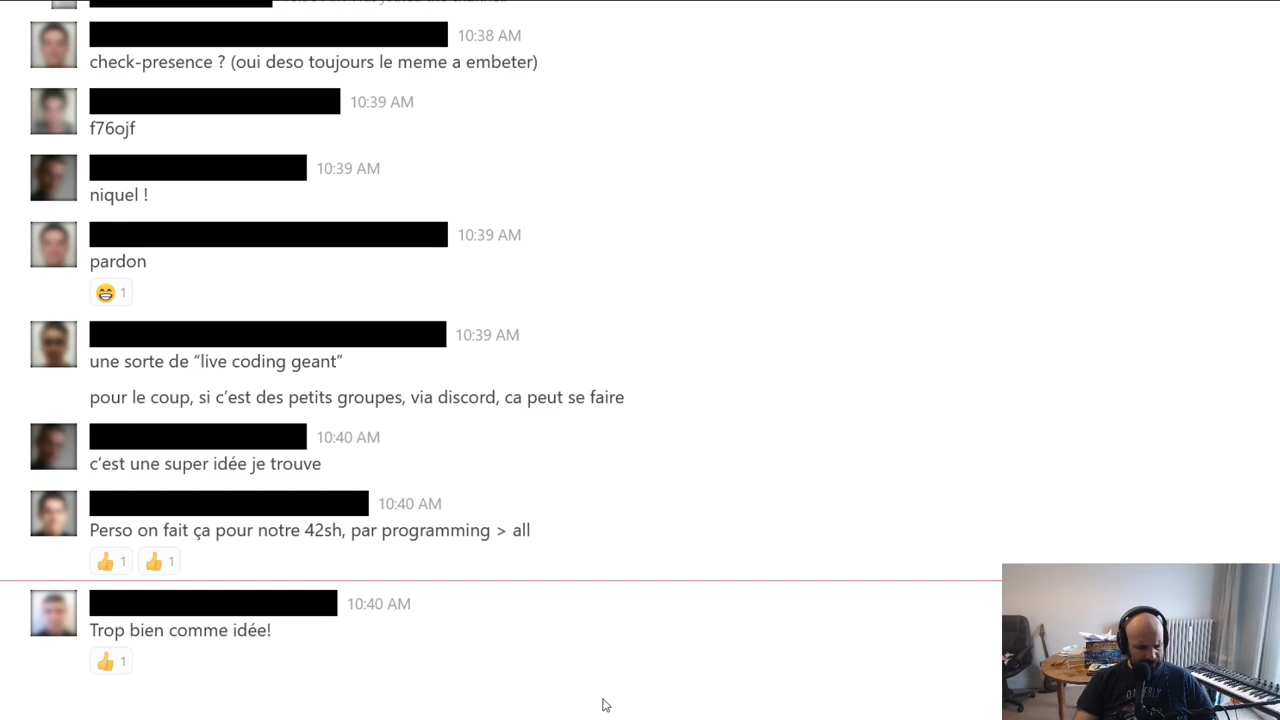 10:38 AM
check-presence ? (oui deso toujours le meme a embeter)
10:39 AM
f76ojf
10:39 AM
niquel !
10:39 AM
pardon
1
10:39 AM
une sorte de “live coding geant”
pour le coup, si c’est des petits groupes, via discord, ca peut se faire
10:40 AM
c’est une super idée je trouve
10:40 AM
Perso on fait ça pour notre 42sh, par programming > all
1 1
10:40 AM
Trop bien comme idée!
1